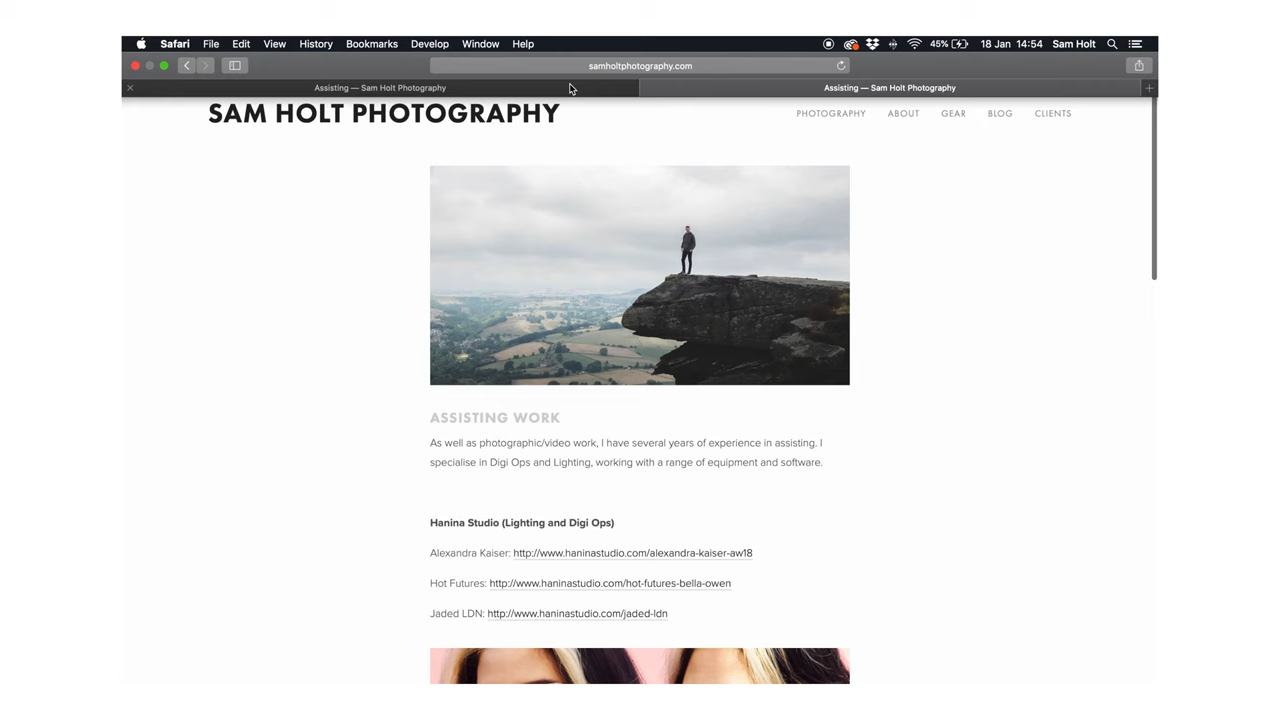 Safari File Edit View History Bookmarks Develop Window Help 45% 18 Jan 14:54 Sam Holt
samholtphotography.com
Assisting — Sam Holt Photography Assisting — Sam Holt Photography
SAM HOLT PHOTOGRAPHY PHOTOGRAPHY ABOUT GEAR BLOG CLIENTS
ASSISTING WORK
As well as photographic/video work, I have several years of experience in assisting. I
specialise in Digi Ops and Lighting, working with a range of equipment and software.
Hanina Studio (Lighting and Digi Ops)
Alexandra Kaiser: http://www.haninastudio.com/alexandra-kaiser-aw18
Hot Futures: http://www.haninastudio.com/hot-futures-bella-owen
Jaded LDN: http://www.haninastudio.com/jaded-ldn